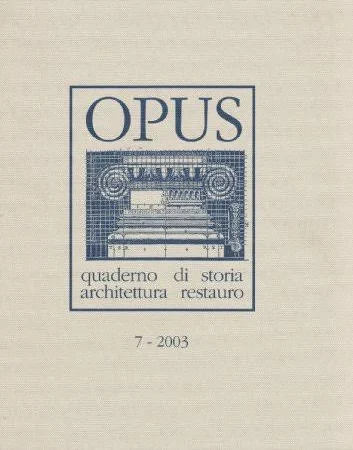 OPUS
quaderno di storia
architettura restauro
7 - 2003